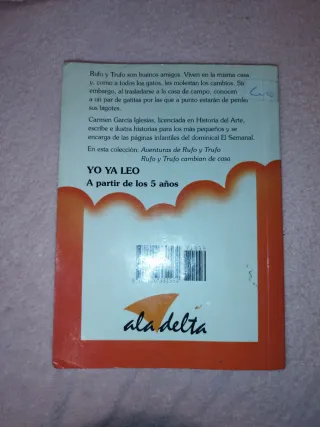 Rufo y Trufo son buenos amigos. Viven en la misma casa
y, como a todos los gatos, les molestan los cambios. Sin
embargo, al trasladarse a la casa de campo, conocen
a un par de gatitas por las que a punto estarán de perder
sus bigotes.
Carmen García Iglesias, licenciada en Historia del Arte,
escribe e ilustra historias para los más pequeños y se
encarga de las páginas infantiles del dominical El Semanal.
En esta colección: Aventuras de Rufo y Trufo
Rufo y Trufo cambian de casa
YO YA LEO
A partir de los 5 años
ala delta